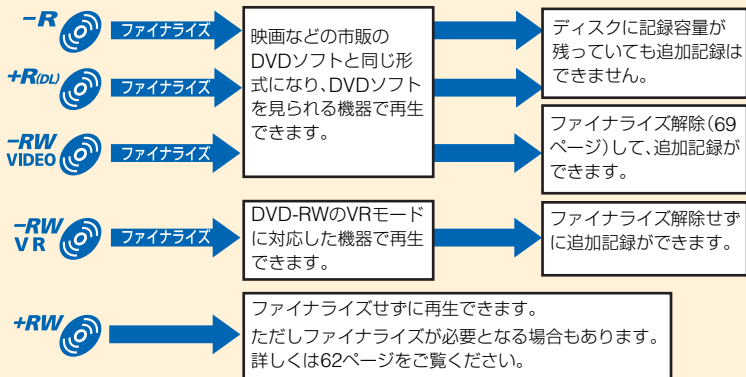 -R
ファイナライズ
+R(DL)
ファイナライズ
-RW
VIDEO
ファイナライズ
映画などの市販の
DVDソフトと同じ形
式になり、DVDソフト
を見られる機器で再生
できます。
ディスクに記録容量が
残っていても追加記録は
できません。
ファイナライズ解除(69
ページ)して、追加記録が
できます。
-RW
VR
ファイナライズ
DVD-RWのVRモード
に対応した機器で再生
できます。
ファイナライズ解除せず
に追加記録ができます。
+RW
ファイナライズせずに再生できます。
ただしファイナライズが必要となる場合もあります。
詳しくは62ページをご覧ください。